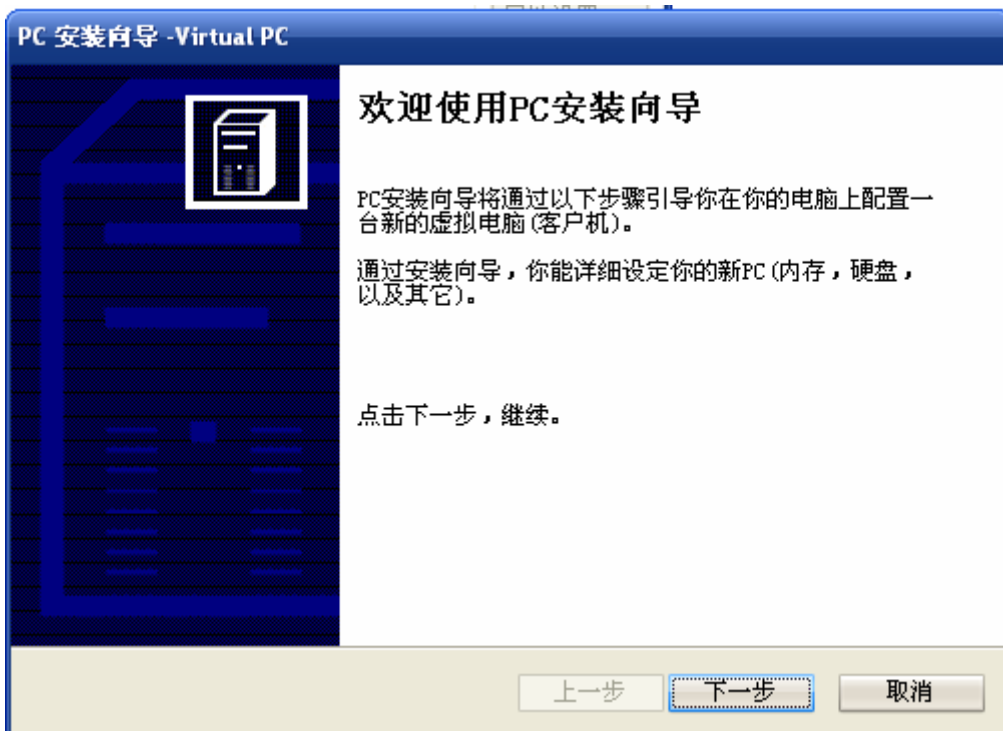 PC 安装向导 -Virtual PC
欢迎使用PC安装向导
PC安装向导将通过以下步骤引导你在你的电脑上配置一
台新的虚拟电脑(客户机)。
通过安装向导,你能详细设定你的新PC(内存,硬盘,
以及其它)。
点击下一步,继续。
上一步
下一步
取消